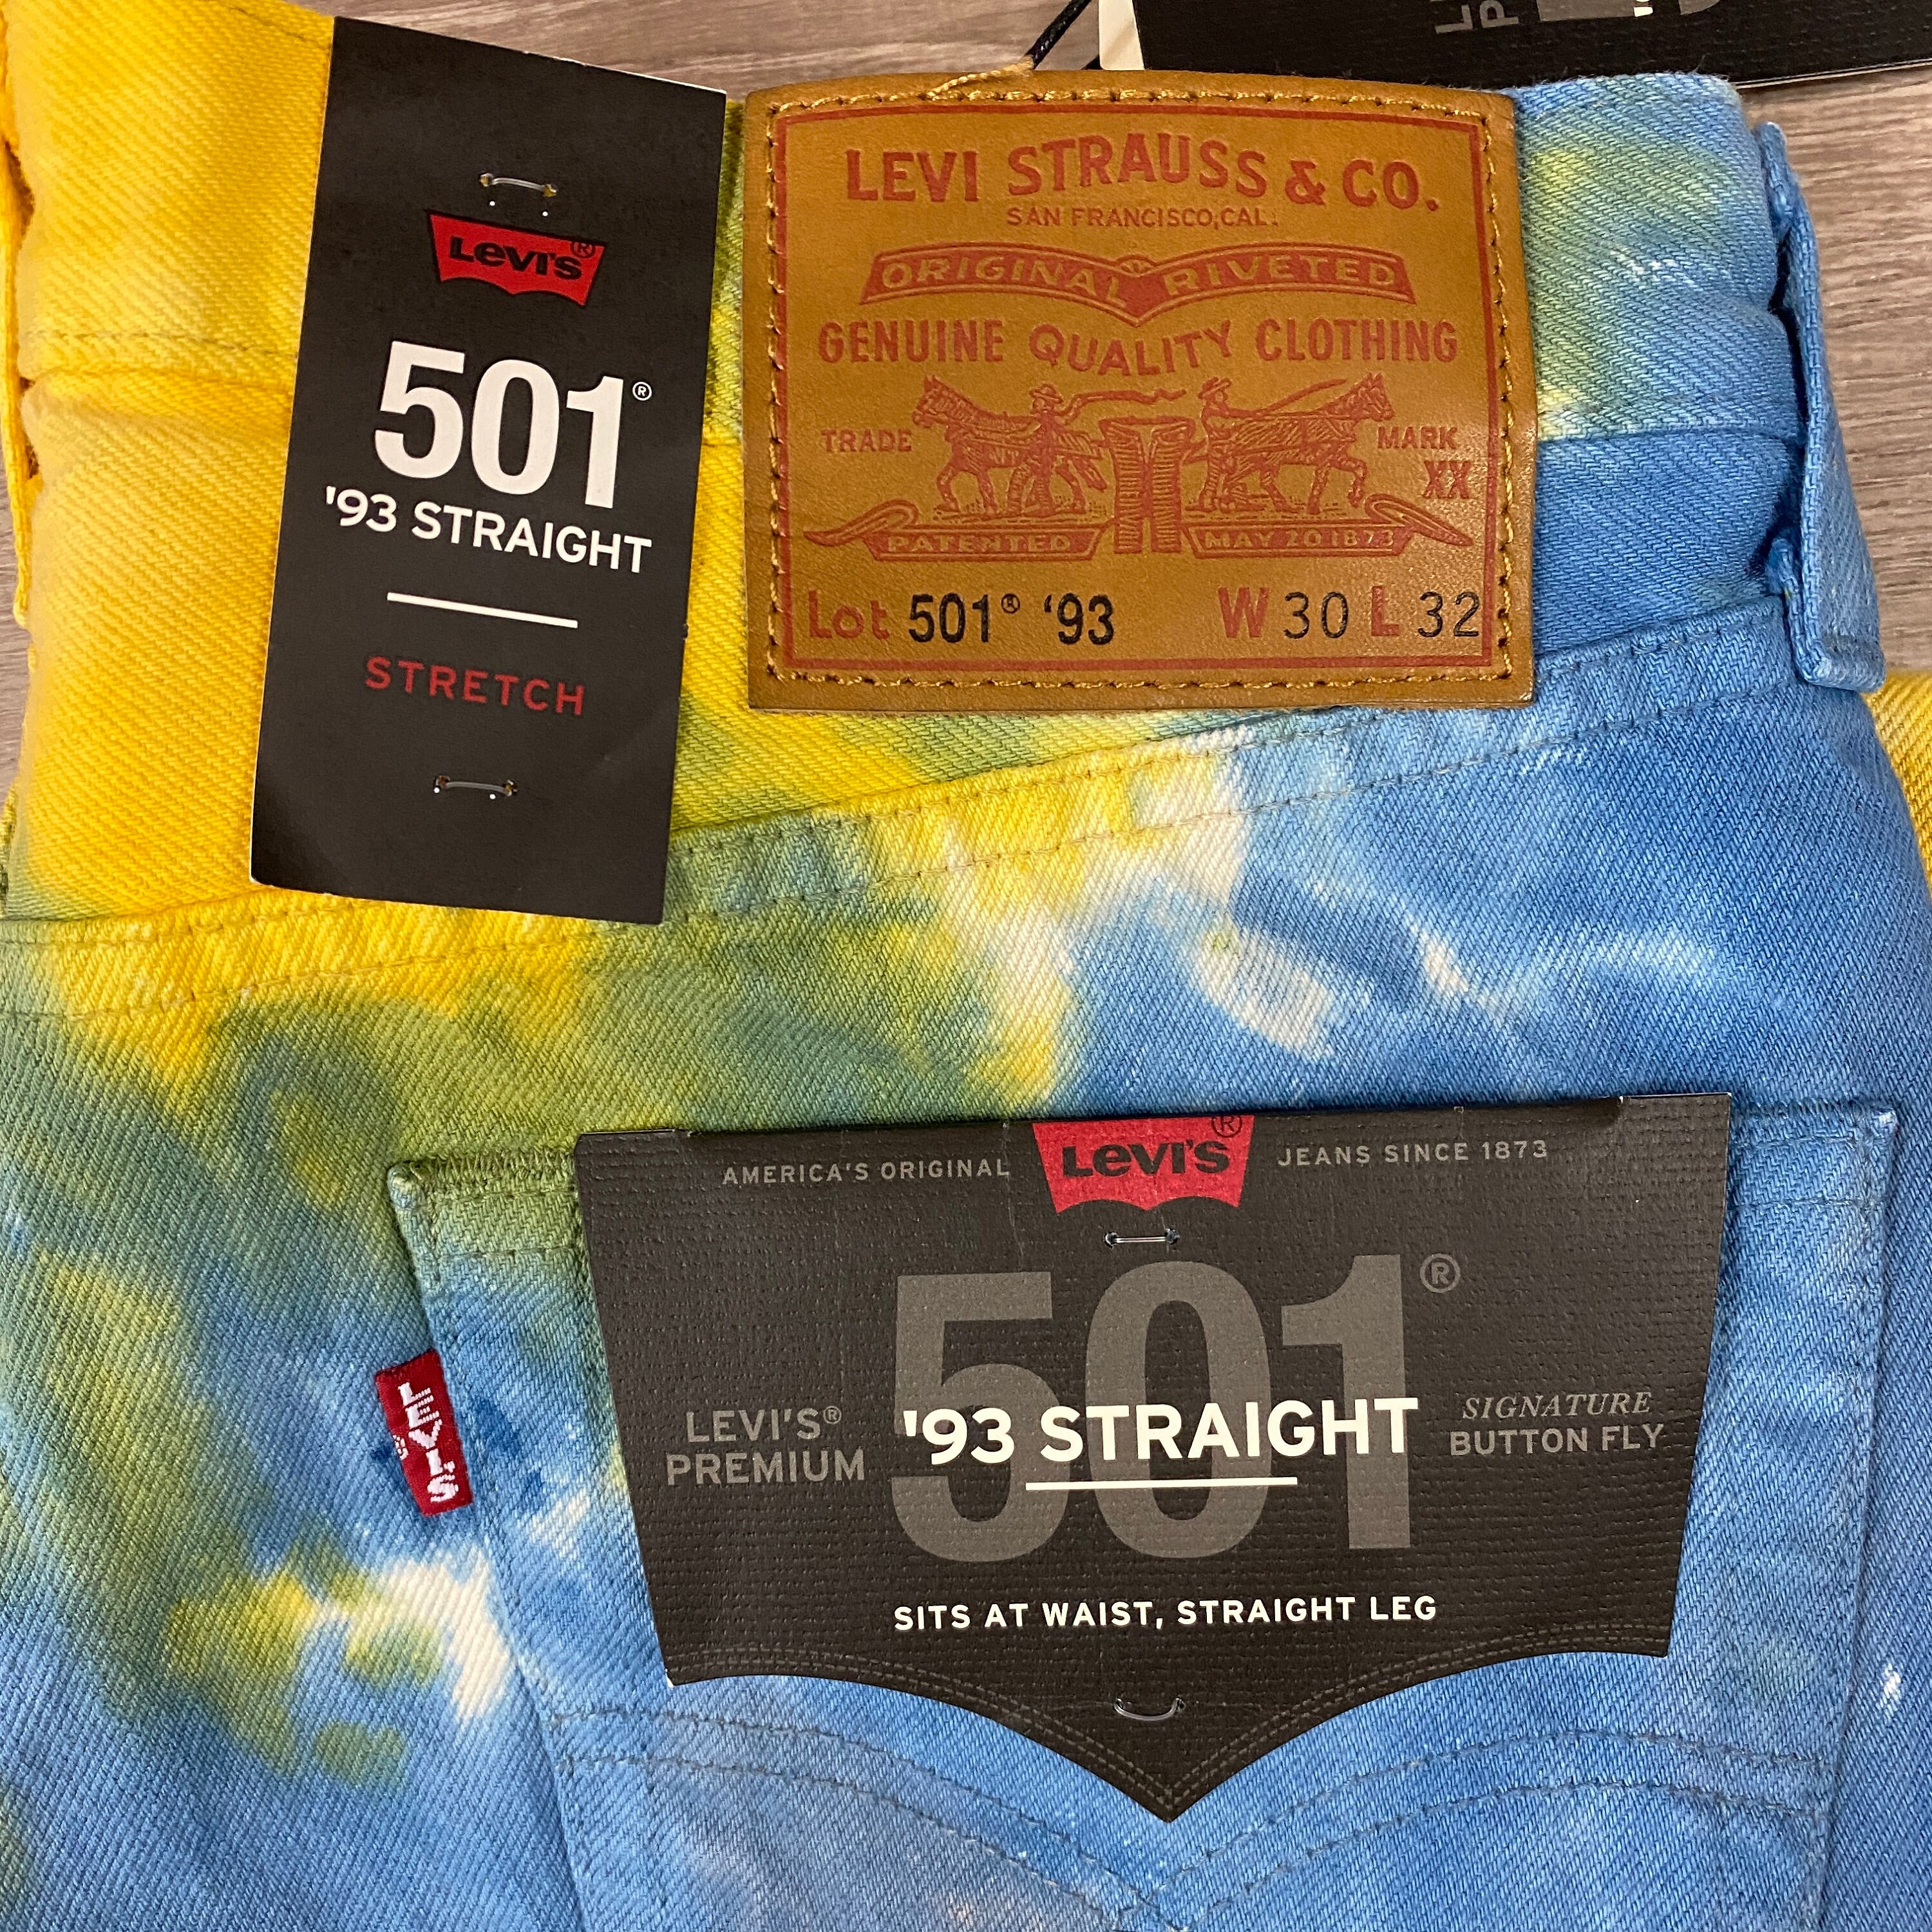 Levi's®
501®
'93 STRAIGHT
STRETCH
LEVI STRAUSS & CO.
SAN FRANCISCO, CAL.
ORIGINAL RIVETED
GENUINE QUALITY CLOTHING
TRADE MARK
XX
PATENTED MAY 20 1873
Lot 501® '93 W 30 L 32
AMERICA'S ORIGINAL Levi's® JEANS SINCE 1873
501®
LEVI'S® PREMIUM
'93 STRAIGHT
SIGNATURE
BUTTON FLY
SITS AT WAIST, STRAIGHT LEG
LEVI'S
®